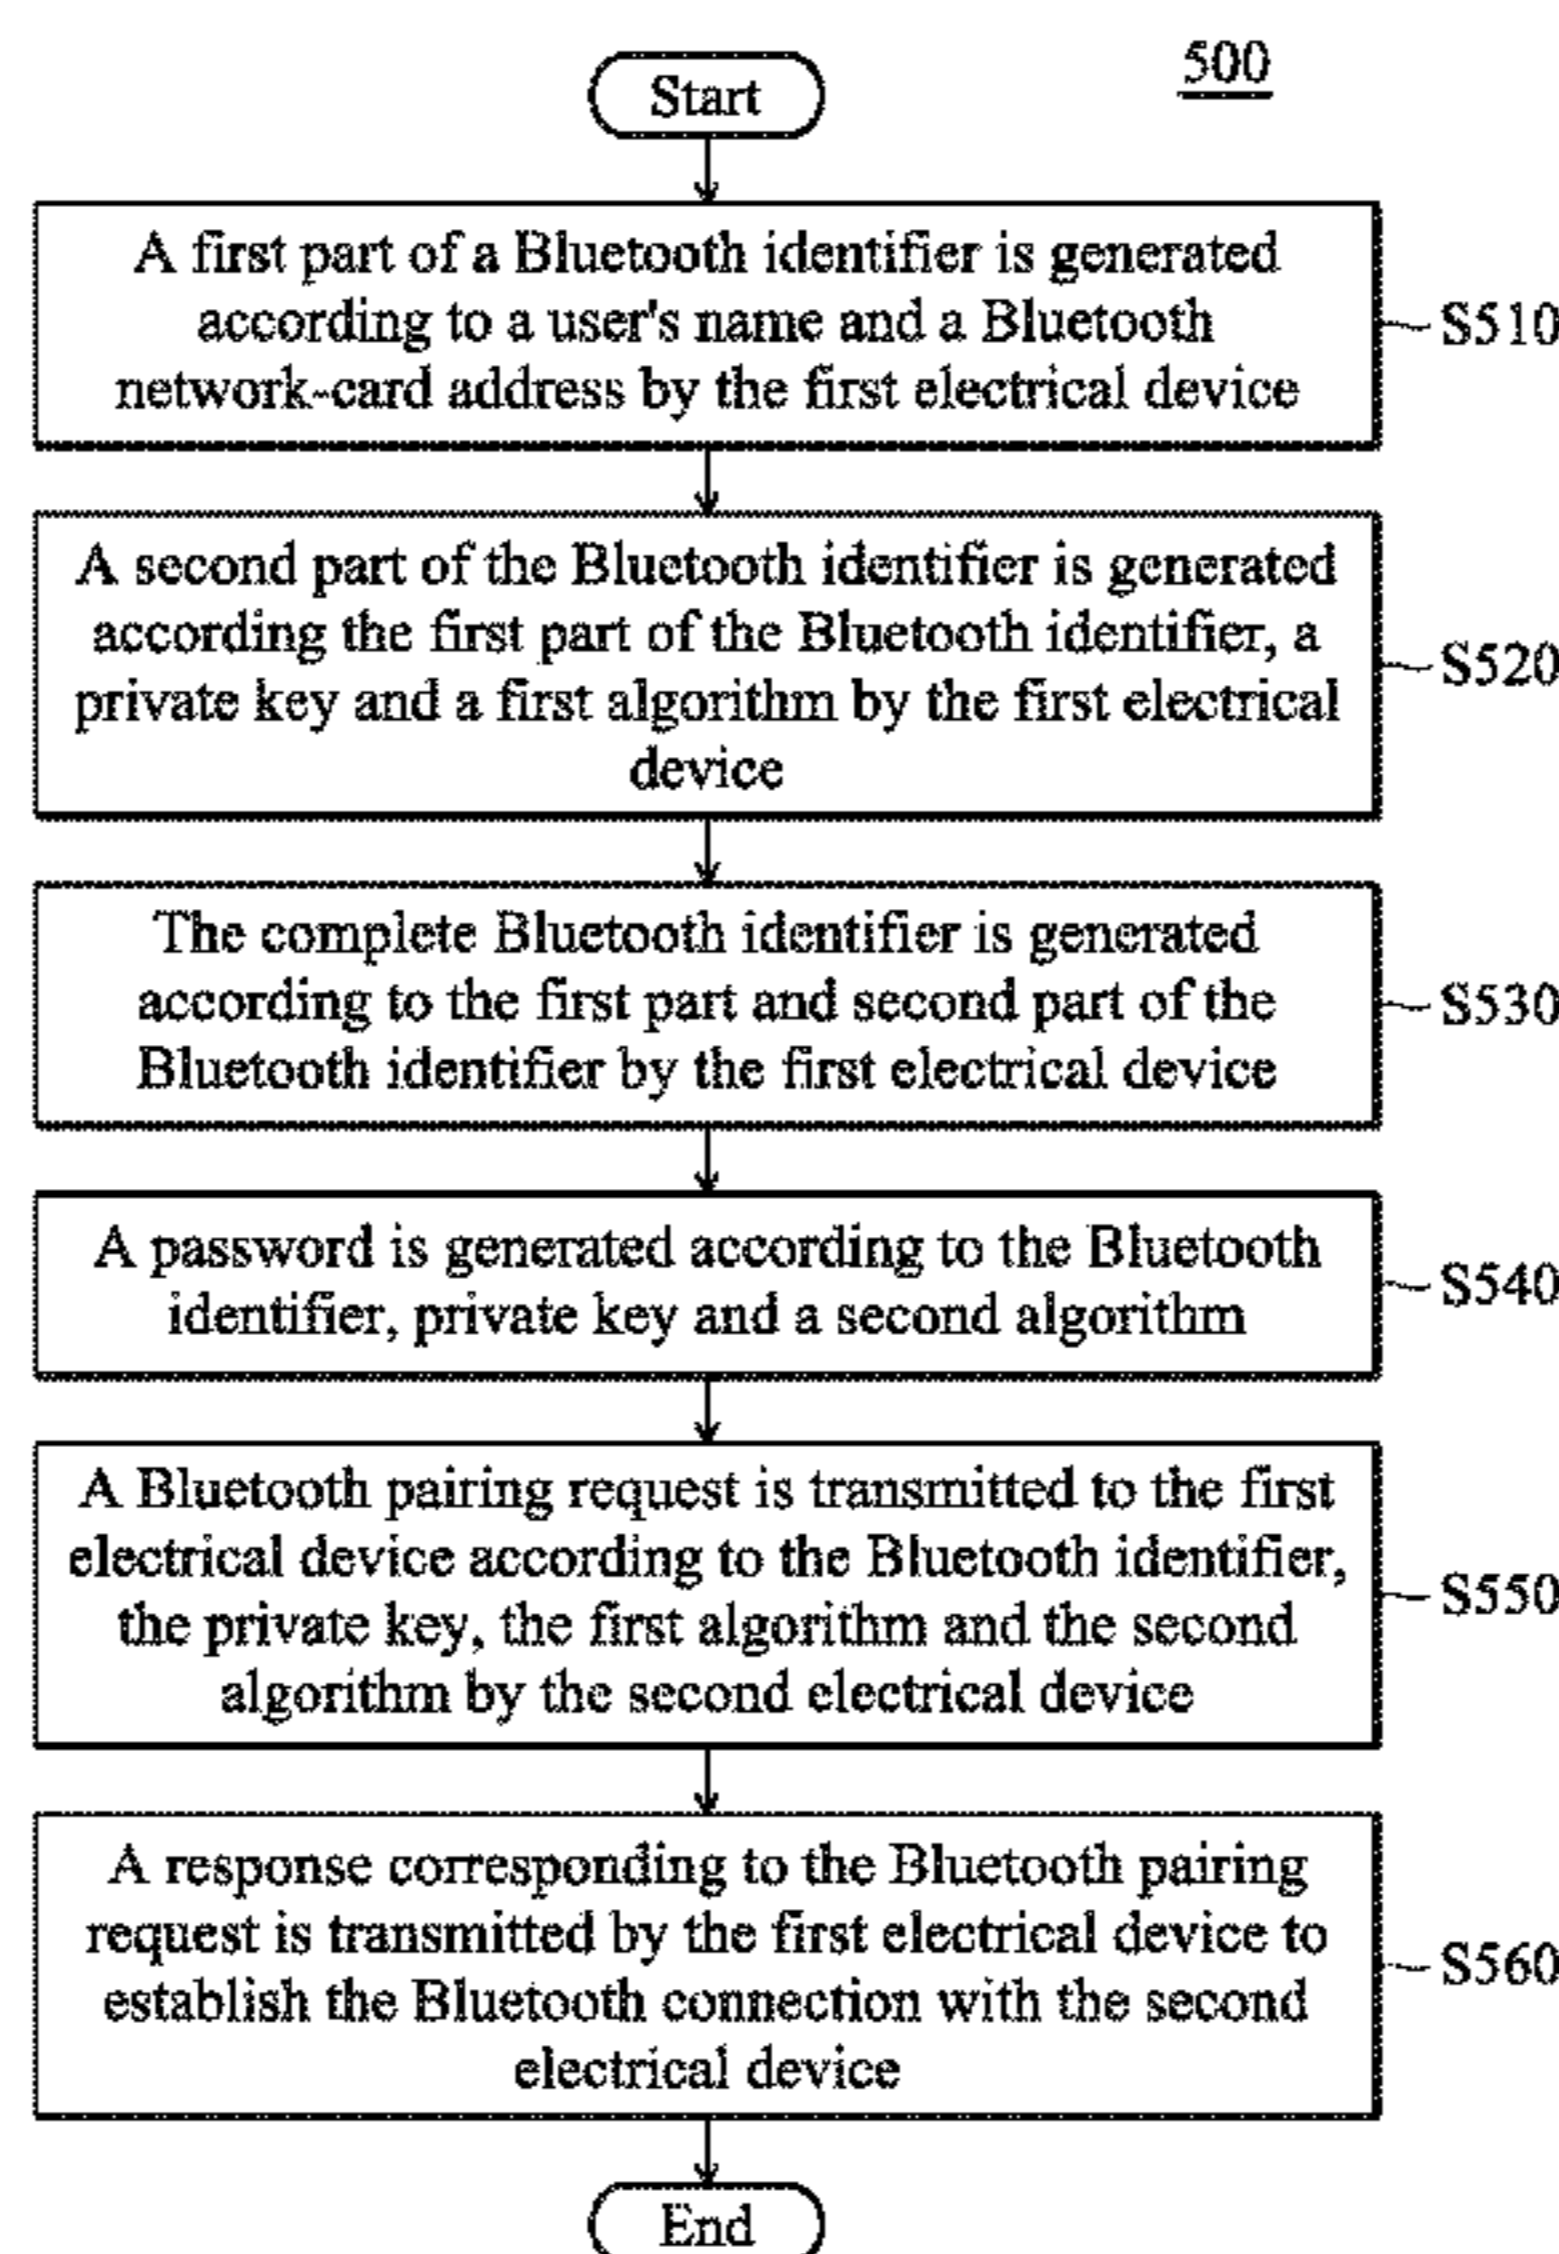 500
Start
A first part of a Bluetooth identifier is generated
according to a user's name and a Bluetooth
network-card address by the first electrical device
S510
A second part of the Bluetooth identifier is generated
according the first part of the Bluetooth identifier, a
private key and a first algorithm by the first electrical
device
S520
The complete Bluetooth identifier is generated
according to the first part and second part of the
Bluetooth identifier by the first electrical device
S530
A password is generated according to the Bluetooth
identifier, private key and a second algorithm
S540
A Bluetooth pairing request is transmitted to the first
electrical device according to the Bluetooth identifier,
the private key, the first algorithm and the second
algorithm by the second electrical device
S550
A response corresponding to the Bluetooth pairing
request is transmitted by the first electrical device to
establish the Bluetooth connection with the second
electrical device
S560
End